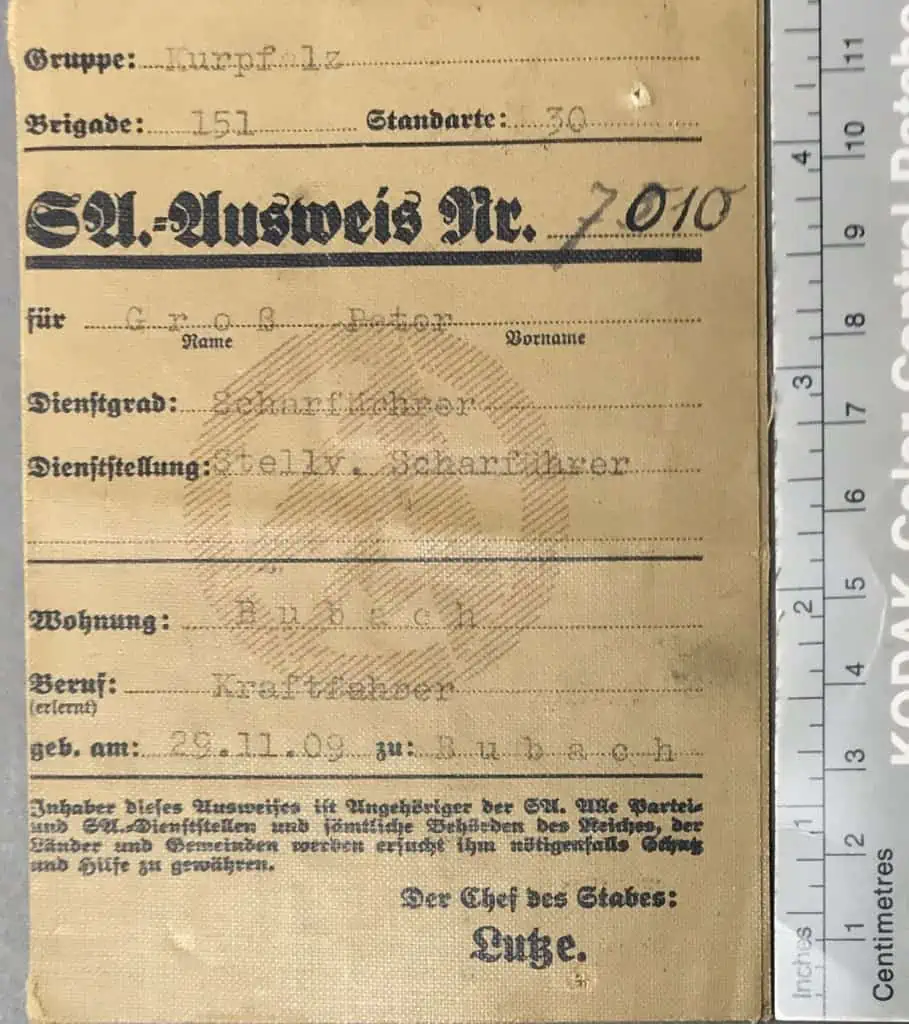 Gruppe: Kurpfalz
Brigade: 151 Standarte: 30
SA.-Ausweis Nr. 7010
für Groß Peter
Name Vorname
Dienstgrad: Scharführer
Dienststellung: Stellv. Scharführer
Wohnung: Bubach
Beruf: Kraftfahrer
(erlernt)
geb. am: 29.11.09 zu: Bubach
Inhaber dieses Ausweises ist Angehöriger der SA. Alle Partei-
und SA.-Dienststellen und sämtliche Behörden des Reiches, der
Länder und Gemeinden werden ersucht ihm nötigenfalls Schutz
und Hilfe zu gewähren.
Der Chef des Stabes:
Lutze.
Inches 1 2 3 4
Centimetres 1 2 3 4 5 6 7 8 9 10 11
KODAK Color Control Patches